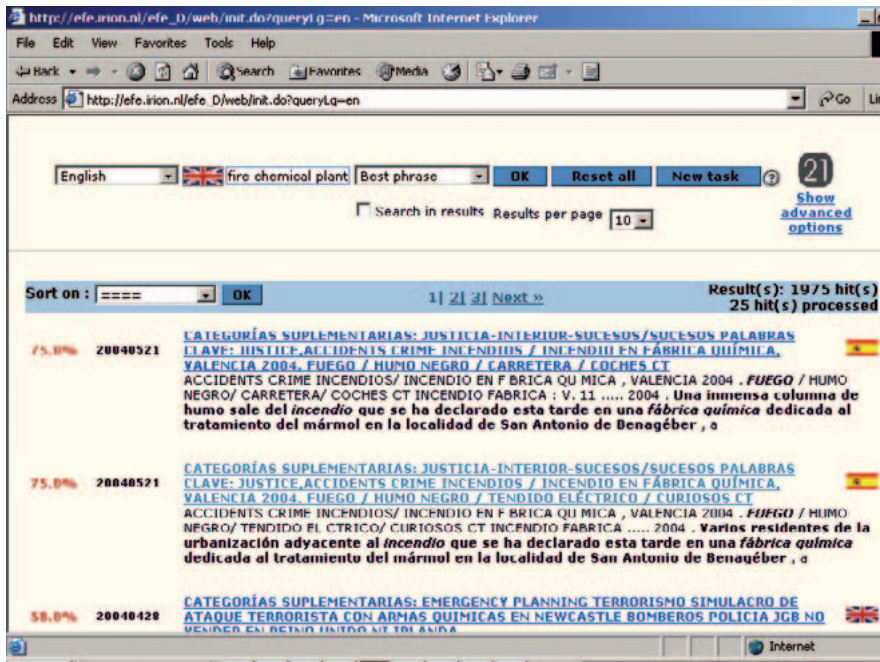 http://efe.irion.nl/efe_D/web/init.do?queryLg=en - Microsoft Internet Explorer
File Edit View Favorites Tools Help
Back Search Favorites Media
Address http://efe.irion.nl/efe_D/web/init.do?queryLg=en Go
English fire chemical plant Best phrase OK Reset all New task ? 21
Search in results Results per page 10
Show
advanced
options
Sort on : ==== OK 1| 2| 3| Next » Result(s): 1975 hit(s)
25 hit(s) processed
CATEGORÍAS SUPLEMENTARIAS: JUSTICIA-INTERIOR-SUCESOS/SUCESOS PALABRAS
75.0% 20040521 CLAVE: JUSTICE,ACCIDENTS CRIME INCENDIOS / INCENDIO EN FÁBRICA QUÍMICA,
VALENCIA 2004. FUEGO / HUMO NEGRO / CARRETERA / COCHES CT
ACCIDENTS CRIME INCENDIOS/ INCENDIO EN F BRICA QU MICA , VALENCIA 2004 . FUEGO / HUMO
NEGRO/ CARRETERA/ COCHES CT INCENDIO FABRICA : V. 11 ..... 2004 . Una inmensa columna de
humo sale del incendio que se ha declarado esta tarde en una fábrica química dedicada al
tratamiento del mármol en la localidad de San Antonio de Benagéber , a
CATEGORÍAS SUPLEMENTARIAS: JUSTICIA-INTERIOR-SUCESOS/SUCESOS PALABRAS
75.0% 20040521 CLAVE: JUSTICE,ACCIDENTS CRIME INCENDIOS / INCENDIO EN FÁBRICA QUÍMICA,
VALENCIA 2004. FUEGO / HUMO NEGRO / TENDIDO ELÉCTRICO / CURIOSOS CT
ACCIDENTS CRIME INCENDIOS/ INCENDIO EN F BRICA QU MICA , VALENCIA 2004 . FUEGO / HUMO
NEGRO/ TENDIDO EL CTRICO/ CURIOSOS CT INCENDIO FABRICA ..... 2004 . Varios residentes de la
urbanización adyacente al incendio que se ha declarado esta tarde en una fábrica química
dedicada al tratamiento del mármol en la localidad de San Antonio de Benagéber , a
CATEGORÍAS SUPLEMENTARIAS: EMERGENCY PLANNING TERRORISMO SIMULACRO DE
58.0% 20040428 ATAQUE TERRORISTA CON ARMAS QUIMICAS EN NEWCASTLE BOMBEROS POLICIA JGB NO
VENDER EN REINO UNIDO NI IRLANDA
Internet